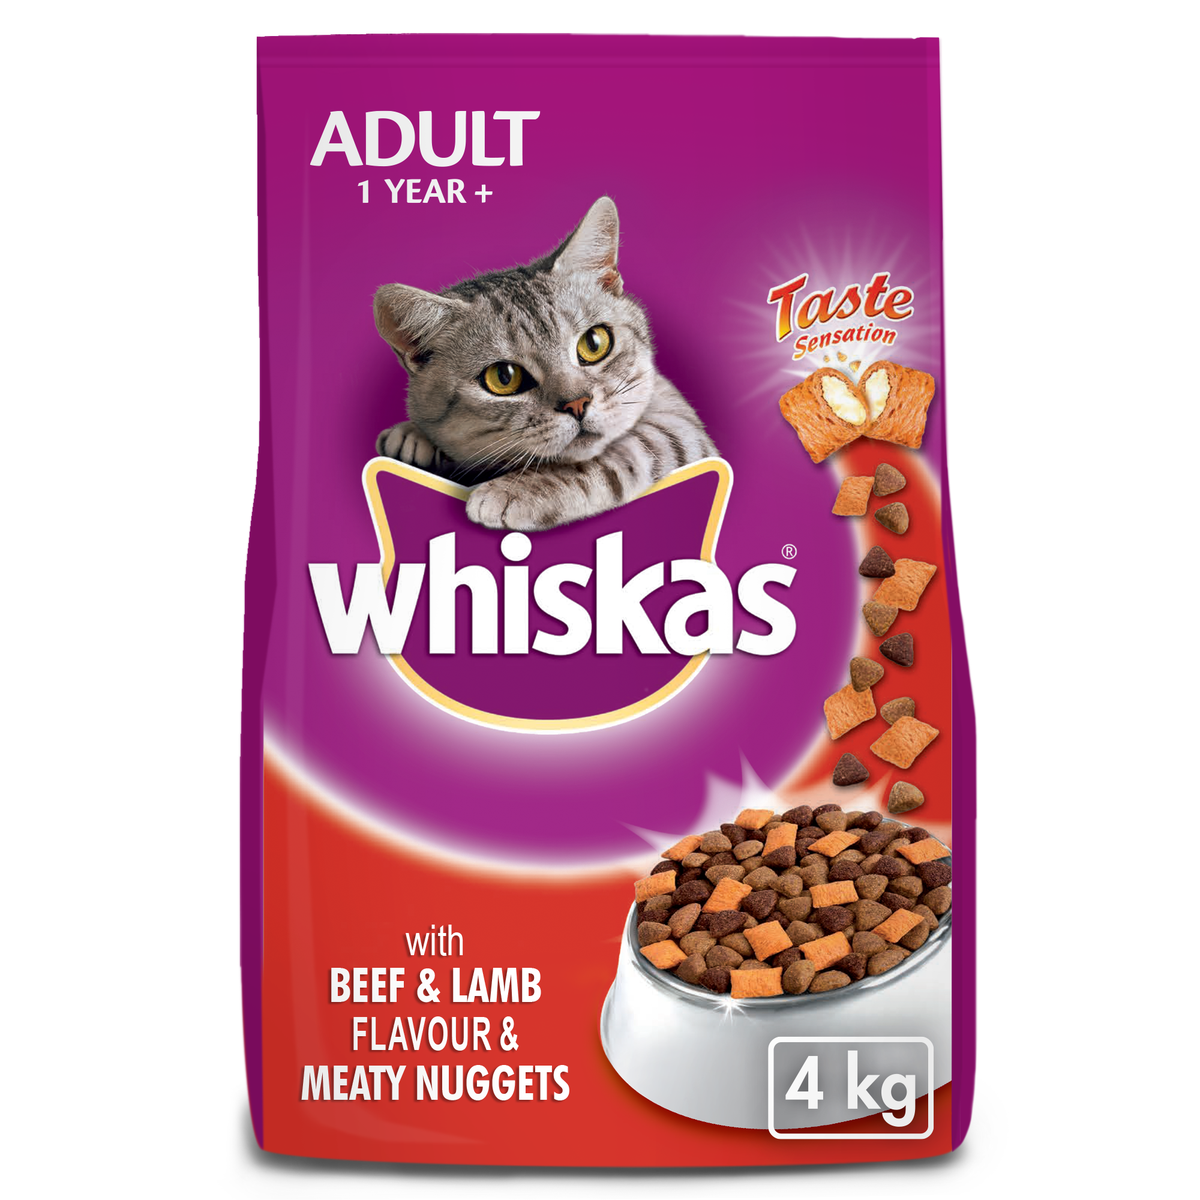 ADULT
1 YEAR +
Taste
Sensation
whiskas®
with
BEEF & LAMB
FLAVOUR &
MEATY NUGGETS
4 kg